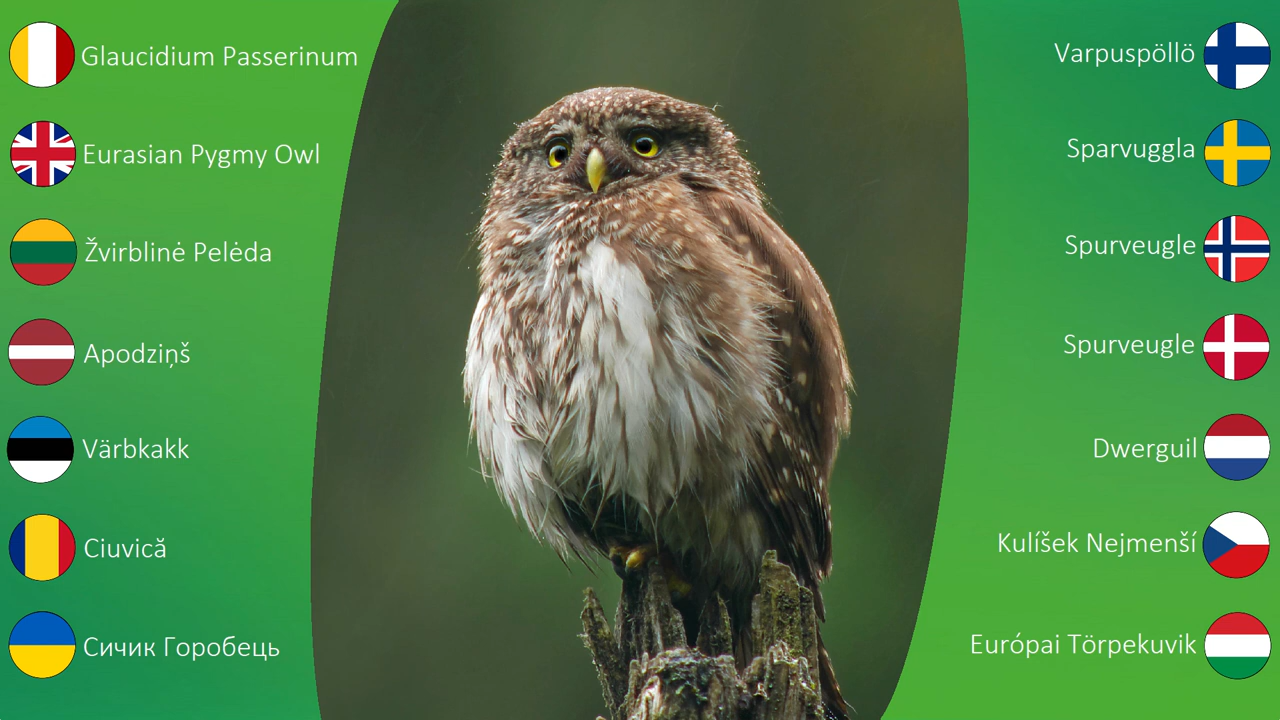 Glaucidium Passerinum
Eurasian Pygmy Owl
Žvirblinė Pelėda
Apodziņš
Värbkakk
Ciuvică
Сичик Горобець
Varpuspöllö
Sparvuggla
Spurveugle
Spurveugle
Dwerguil
Kulíšek Nejmenší
Európai Törpekuvik